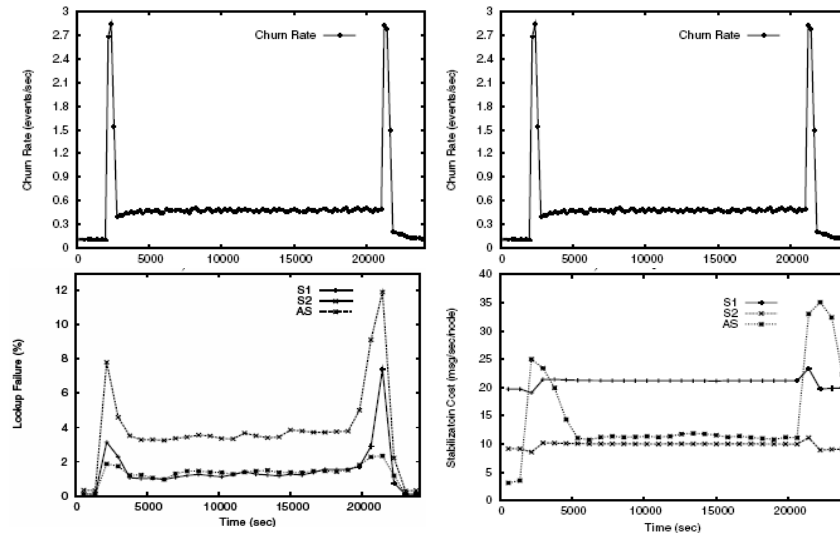 3
2.7
2.4
2.1
1.8
1.5
1.2
0.9
0.6
0.3
0
Churn Rate (events/sec)
Churn Rate
0 5000 10000 15000 20000
3
2.7
2.4
2.1
1.8
1.5
1.2
0.9
0.6
0.3
0
Churn Rate (events/sec)
Churn Rate
0 5000 10000 15000 20000
12
10
8
6
4
2
0
Lookup Failure (%)
S1
S2
AS
0 5000 10000 15000 20000
Time (sec)
40
35
30
25
20
15
10
5
0
Stabilizatoin Cost (msg/sec/node)
S1
S2
AS
0 5000 10000 15000 20000
Time (sec)